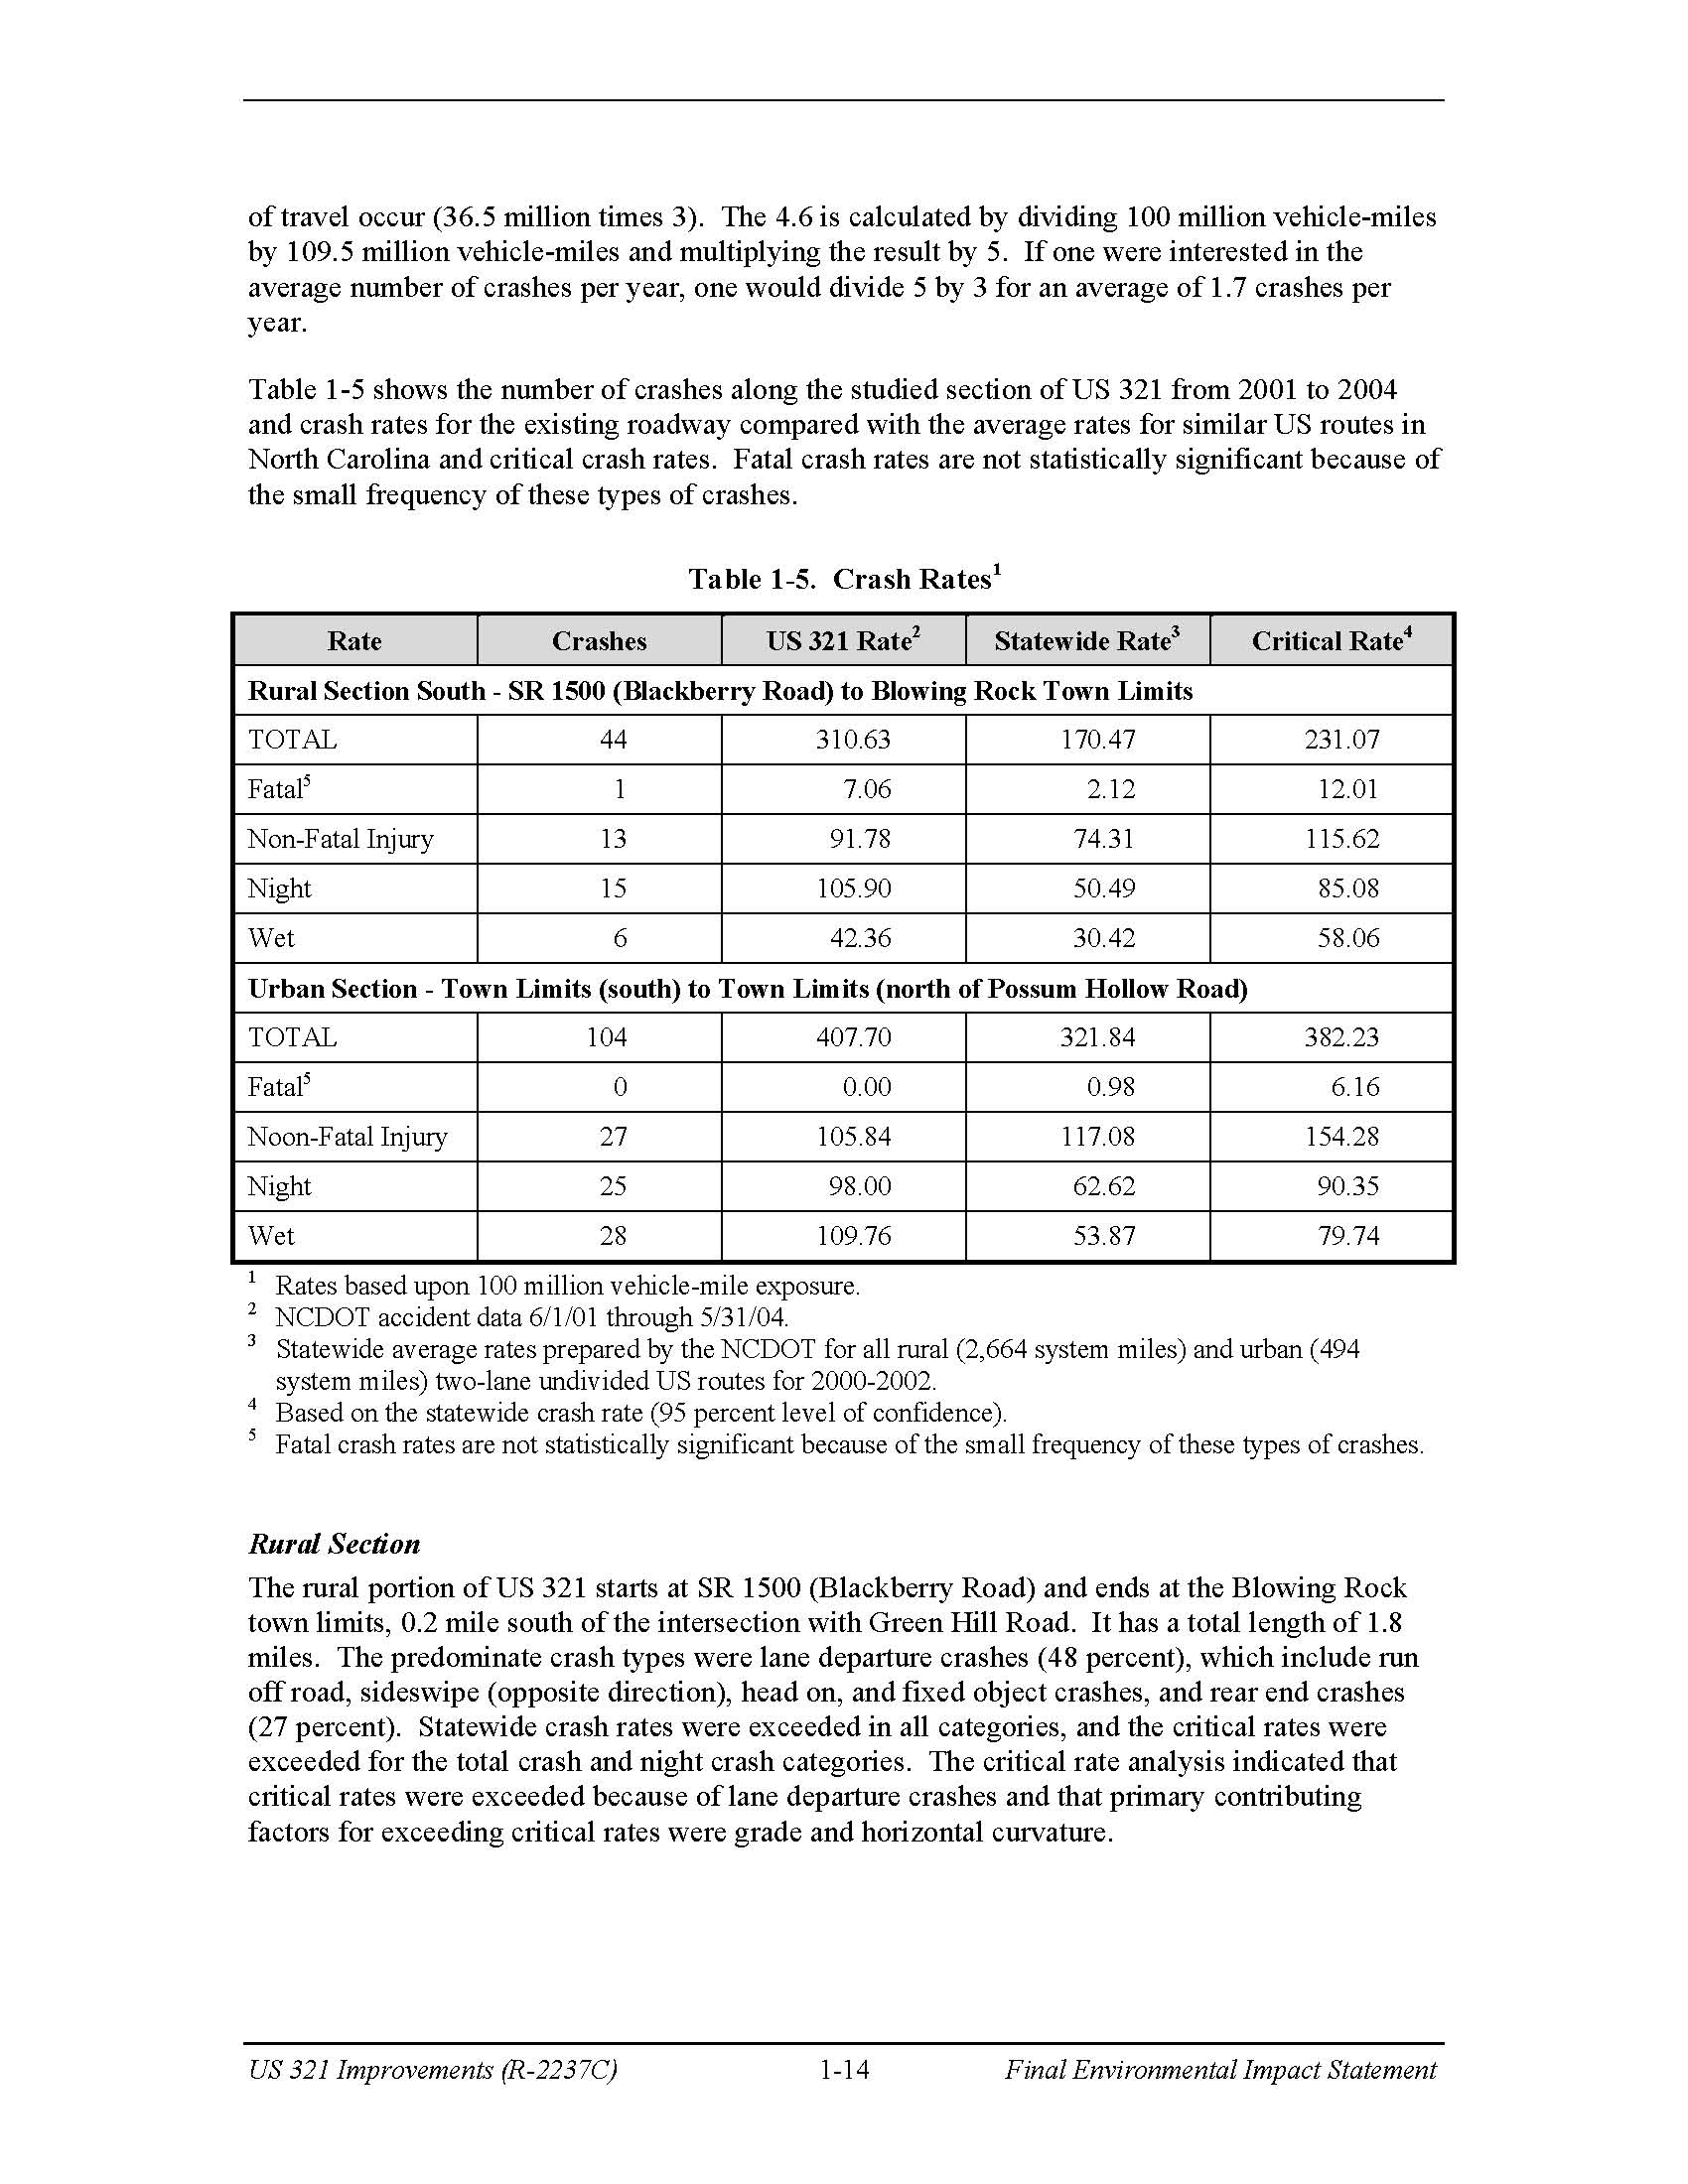 of travel occur (36.5 million times 3).  The 4.6 is calculated by dividing 100 million vehicle-miles
by 109.5 million vehicle-miles and multiplying the result by 5.  If one were interested in the
average number of crashes per year, one would divide 5 by 3 for an average of 1.7 crashes per
year.
Table 1-5 shows the number of crashes along the studied section of US 321 from 2001 to 2004
and crash rates for the existing roadway compared with the average rates for similar US routes in
North Carolina and critical crash rates.  Fatal crash rates are not statistically significant because of
the small frequency of these types of crashes.
Table 1-5.  Crash Rates¹
Rate Crashes US 321 Rate² Statewide Rate³ Critical Rate⁴
Rural Section South - SR 1500 (Blackberry Road) to Blowing Rock Town Limits
TOTAL 44 310.63 170.47 231.07
Fatal⁵ 1 7.06 2.12 12.01
Non-Fatal Injury 13 91.78 74.31 115.62
Night 15 105.90 50.49 85.08
Wet 6 42.36 30.42 58.06
Urban Section - Town Limits (south) to Town Limits (north of Possum Hollow Road)
TOTAL 104 407.70 321.84 382.23
Fatal⁵ 0 0.00 0.98 6.16
Noon-Fatal Injury 27 105.84 117.08 154.28
Night 25 98.00 62.62 90.35
Wet 28 109.76 53.87 79.74
¹ Rates based upon 100 million vehicle-mile exposure.
² NCDOT accident data 6/1/01 through 5/31/04.
³ Statewide average rates prepared by the NCDOT for all rural (2,664 system miles) and urban (494
system miles) two-lane undivided US routes for 2000-2002.
⁴ Based on the statewide crash rate (95 percent level of confidence).
⁵ Fatal crash rates are not statistically significant because of the small frequency of these types of crashes.
Rural Section
The rural portion of US 321 starts at SR 1500 (Blackberry Road) and ends at the Blowing Rock
town limits, 0.2 mile south of the intersection with Green Hill Road.  It has a total length of 1.8
miles.  The predominate crash types were lane departure crashes (48 percent), which include run
off road, sideswipe (opposite direction), head on, and fixed object crashes, and rear end crashes
(27 percent).  Statewide crash rates were exceeded in all categories, and the critical rates were
exceeded for the total crash and night crash categories.  The critical rate analysis indicated that
critical rates were exceeded because of lane departure crashes and that primary contributing
factors for exceeding critical rates were grade and horizontal curvature.
US 321 Improvements (R-2237C) 1-14 Final Environmental Impact Statement